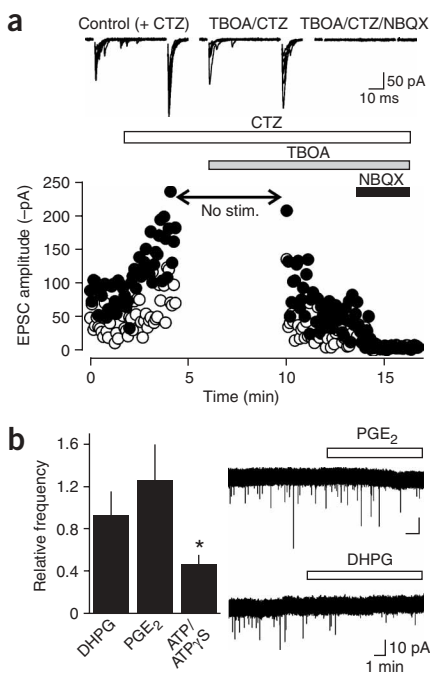 a
Control (+ CTZ) TBOA/CTZ TBOA/CTZ/NBQX
50 pA
10 ms
CTZ
TBOA
NBQX
No stim.
EPSC amplitude (–pA)
250
200
150
100
50
0
0 5 10 15
Time (min)
b
Relative frequency
1.6
1.2
0.8
0.4
0
*
DHPG
PGE2
ATP/
ATPγS
PGE2
DHPG
10 pA
1 min